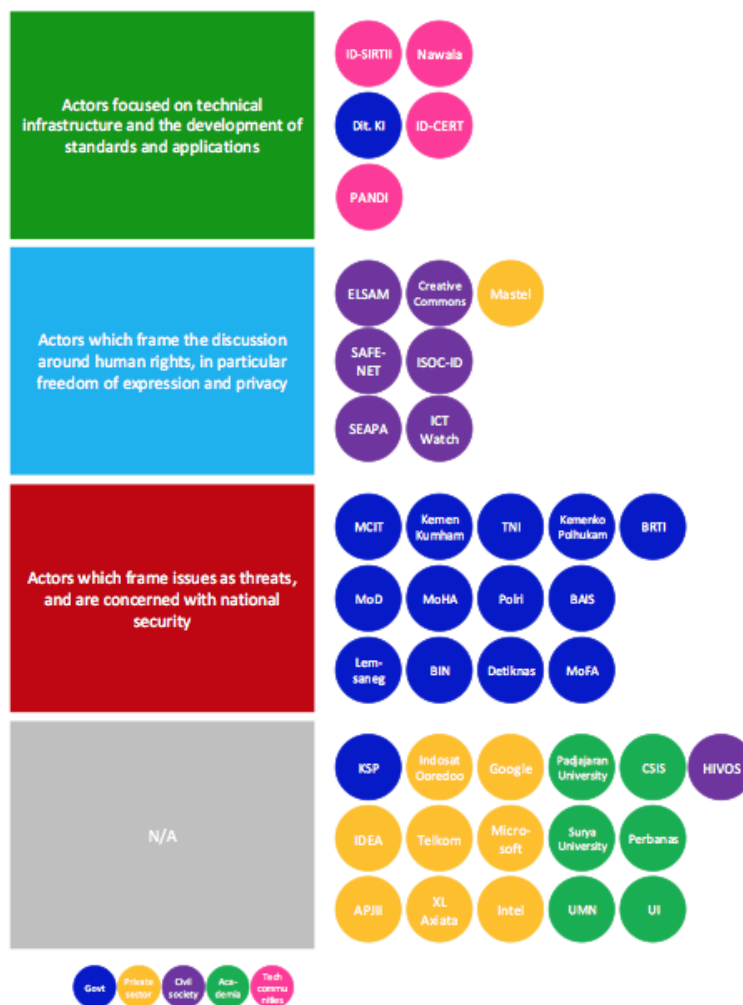 Actors focused on technical
infrastructure and the development of
standards and applications
ID-SIRTII
Nawala
Dit. KI
ID-CERT
PANDI
Actors which frame the discussion
around human rights, in particular
freedom of expression and privacy
ELSAM
Creative
Commons
Mastel
SAFE-
NET
ISOC-ID
SEAPA
ICT
Watch
Actors which frame issues as threats,
and are concerned with national
security
MCIT
Kemen
Kumham
TNI
Kemenko
Polhukam
BRTI
MoD
MoHA
Polri
BAIS
Lem-
saneg
BIN
Detiknas
MoFA
N/A
KSP
Indosat
Ooredoo
Google
Padjajaran
University
CSIS
HIVOS
IDEA
Telkom
Micro-
soft
Surya
University
Perbanas
APJII
XL
Axiata
Intel
UMN
UI
Govt
Private
sector
Civil
society
Aca-
demia
Tech
commu
nities